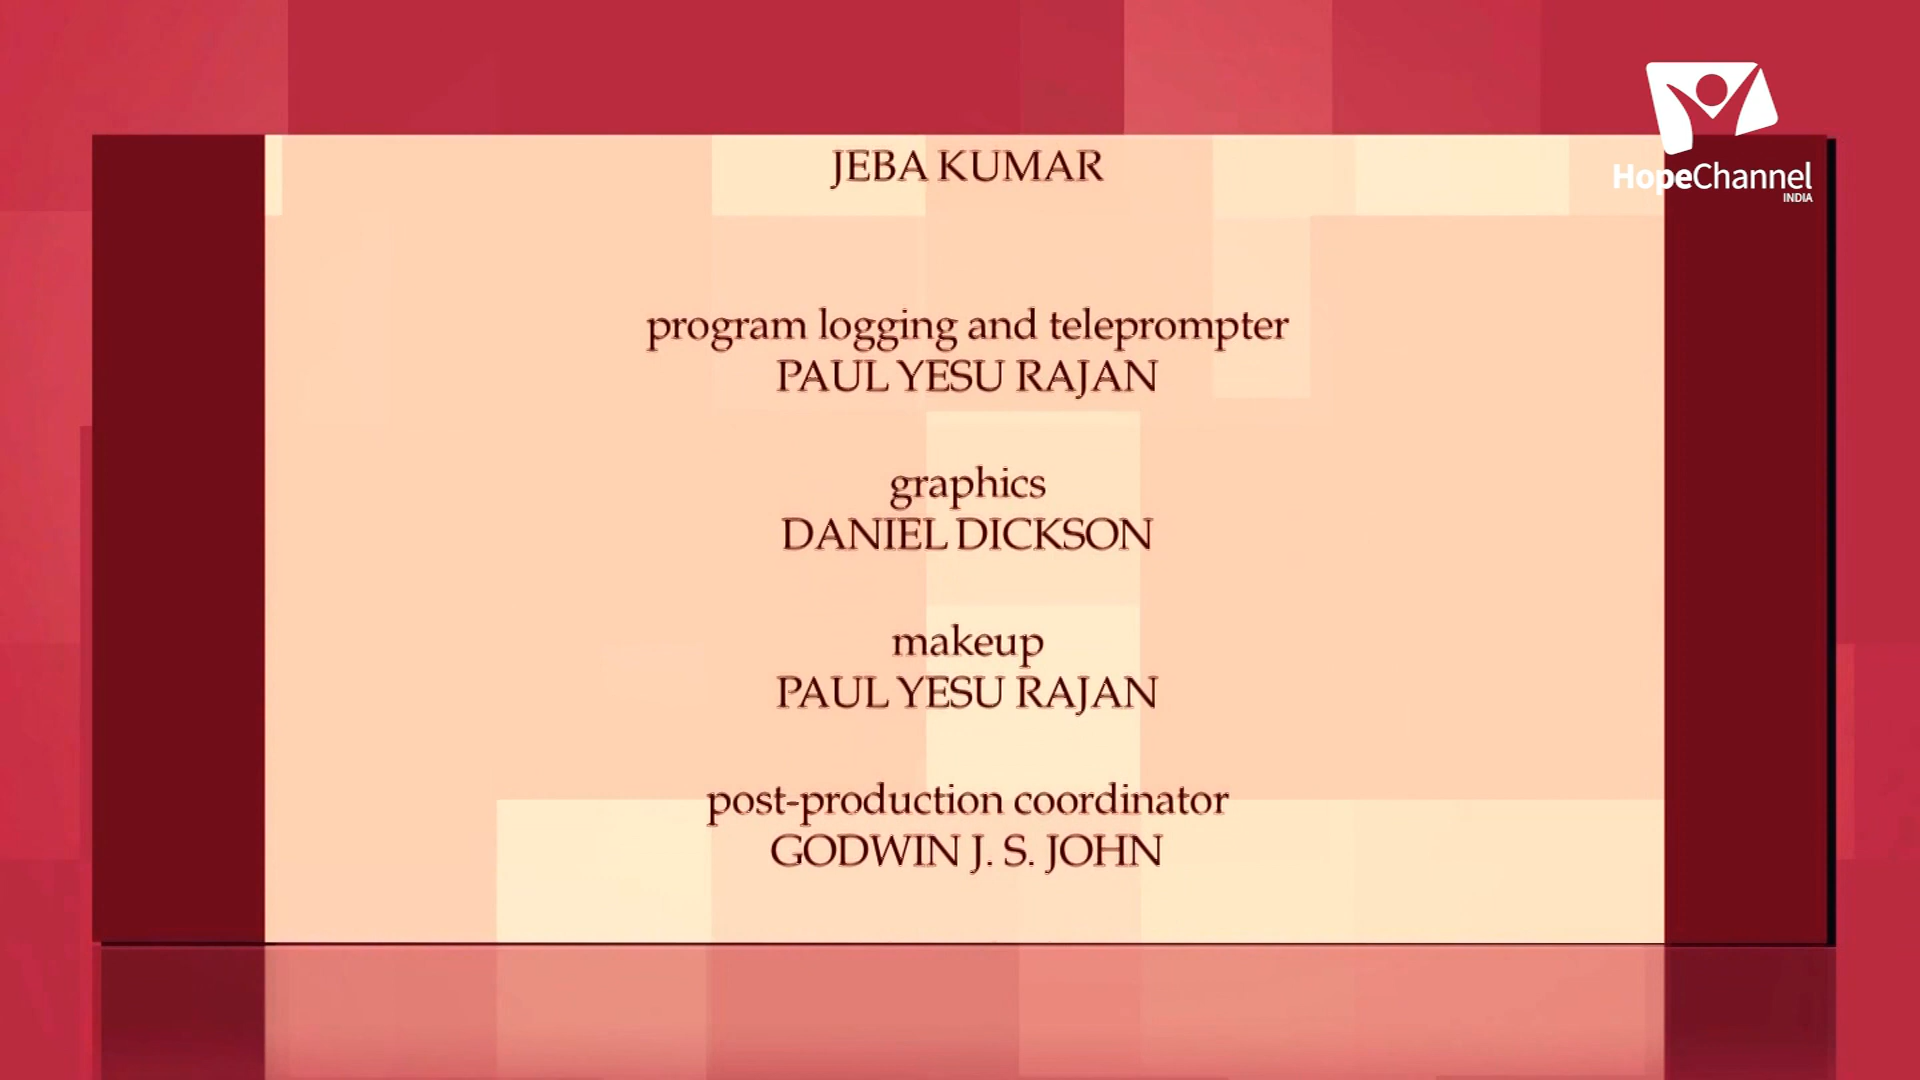 HopeChannel
INDIA
JEBA KUMAR
program logging and teleprompter
PAUL YESU RAJAN
graphics
DANIEL DICKSON
makeup
PAUL YESU RAJAN
post-production coordinator
GODWIN J. S. JOHN